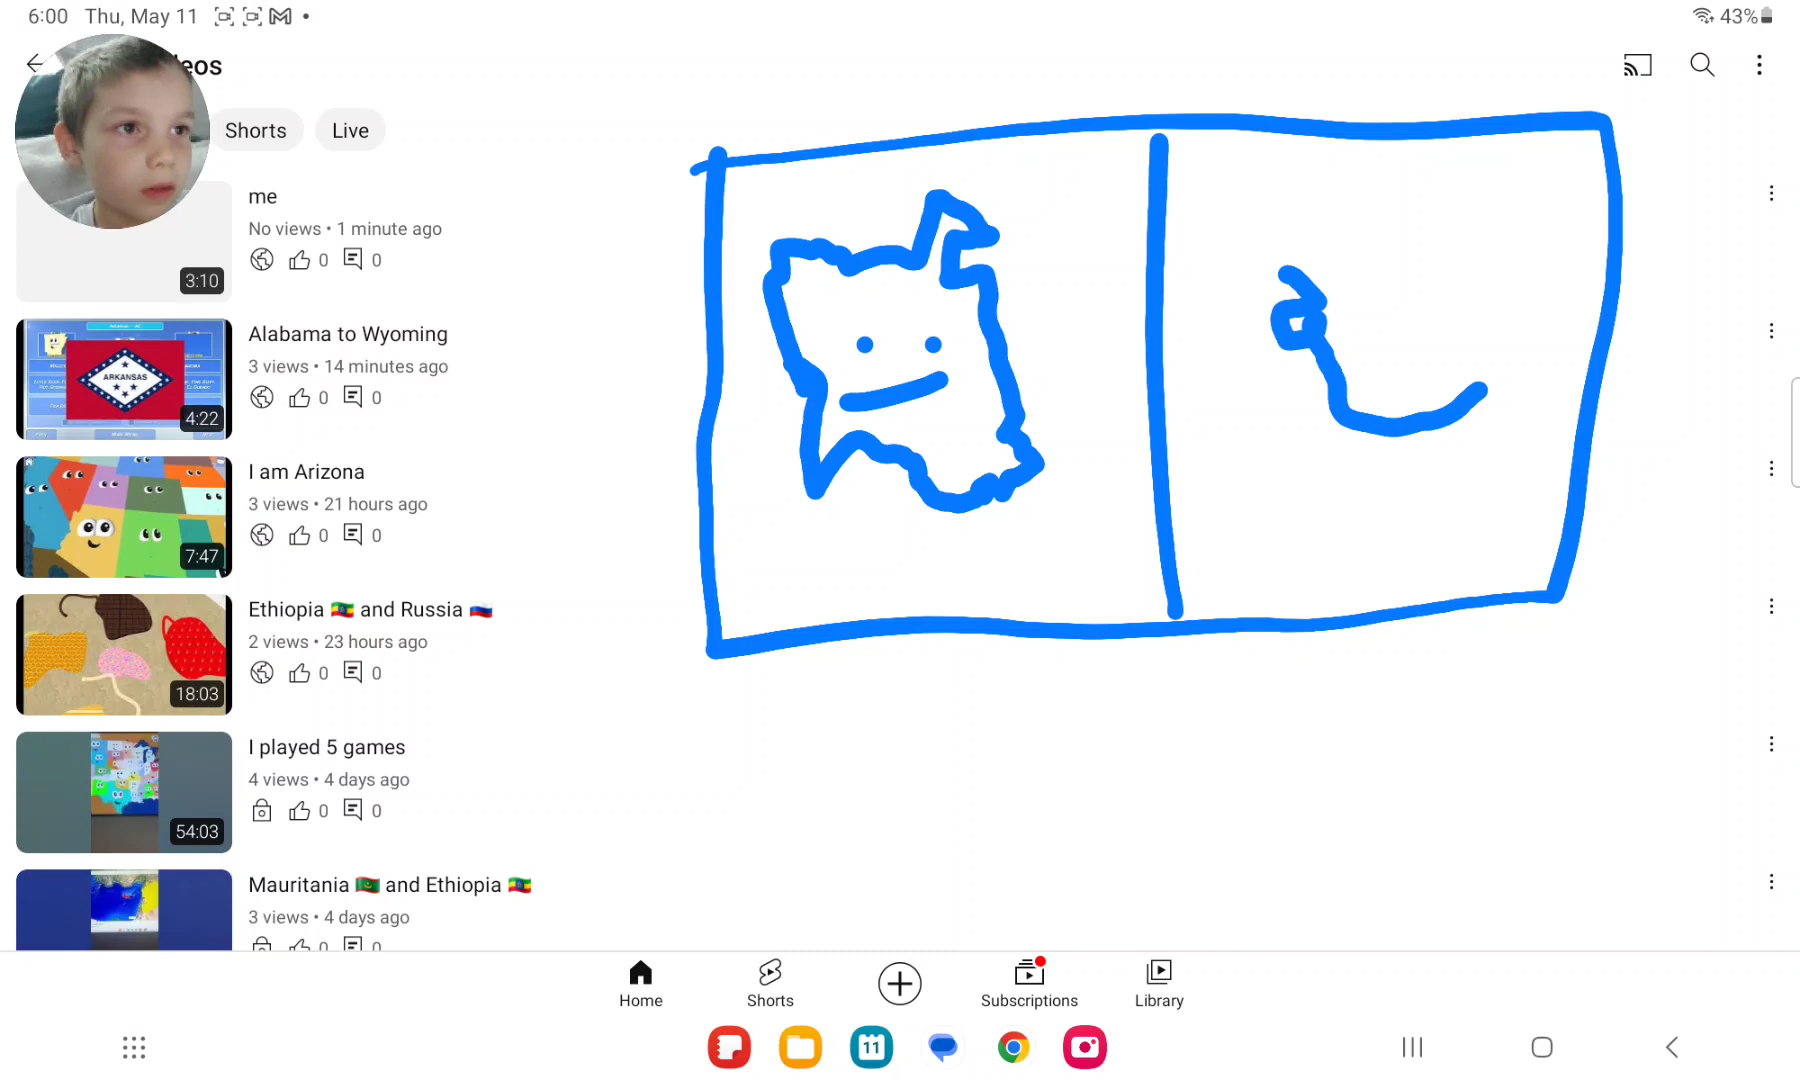 6:00 Thu, May 11
43%
eos
Shorts
Live
me
No views • 1 minute ago
0 0
3:10
Alabama to Wyoming
3 views • 14 minutes ago
0 0
ARKANSAS
4:22
I am Arizona
3 views • 21 hours ago
0 0
7:47
Ethiopia 🇪🇹 and Russia 🇷🇺
2 views • 23 hours ago
0 0
18:03
I played 5 games
4 views • 4 days ago
0 0
54:03
Mauritania 🇲🇷 and Ethiopia 🇪🇹
3 views • 4 days ago
0 0
Home
Shorts
Subscriptions
Library
11